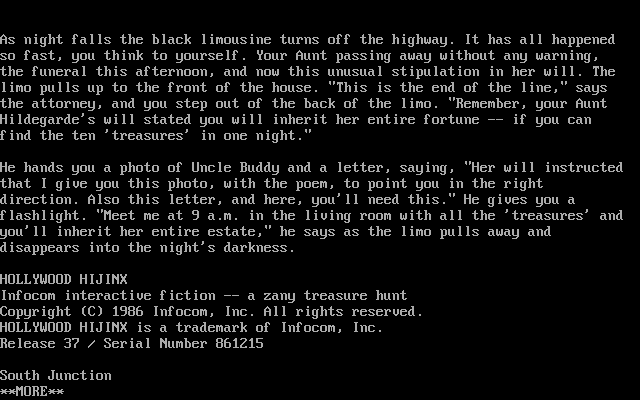 As night falls the black limousine turns off the highway. It has all happened
so fast, you think to yourself. Your Aunt passing away without any warning,
the funeral this afternoon, and now this unusual stipulation in her will. The
limo pulls up to the front of the house. "This is the end of the line," says
the attorney, and you step out of the back of the limo. "Remember, your Aunt
Hildegarde's will stated you will inherit her entire fortune -- if you can
find the ten 'treasures' in one night."
He hands you a photo of Uncle Buddy and a letter, saying, "Her will instructed
that I give you this photo, with the poem, to point you in the right
direction. Also this letter, and here, you'll need this." He gives you a
flashlight. "Meet me at 9 a.m. in the living room with all the 'treasures' and
you'll inherit her entire estate," he says as the limo pulls away and
disappears into the night's darkness.
HOLLYWOOD HIJINX
Infocom interactive fiction -- a zany treasure hunt
Copyright (C) 1986 Infocom, Inc. All rights reserved.
HOLLYWOOD HIJINX is a trademark of Infocom, Inc.
Release 37 / Serial Number 861215
South Junction
**MORE**